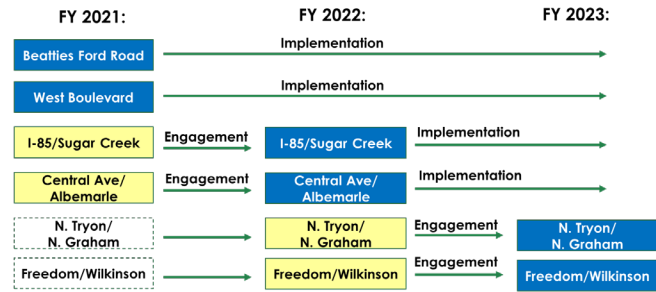 FY 2021:
FY 2022:
FY 2023:
Beatties Ford Road
Implementation
West Boulevard
Implementation
I-85/Sugar Creek
Engagement
I-85/Sugar Creek
Implementation
Central Ave/
Albemarle
Engagement
Central Ave/
Albemarle
Implementation
N. Tryon/
N. Graham
N. Tryon/
N. Graham
Engagement
N. Tryon/
N. Graham
Freedom/Wilkinson
Freedom/Wilkinson
Engagement
Freedom/Wilkinson